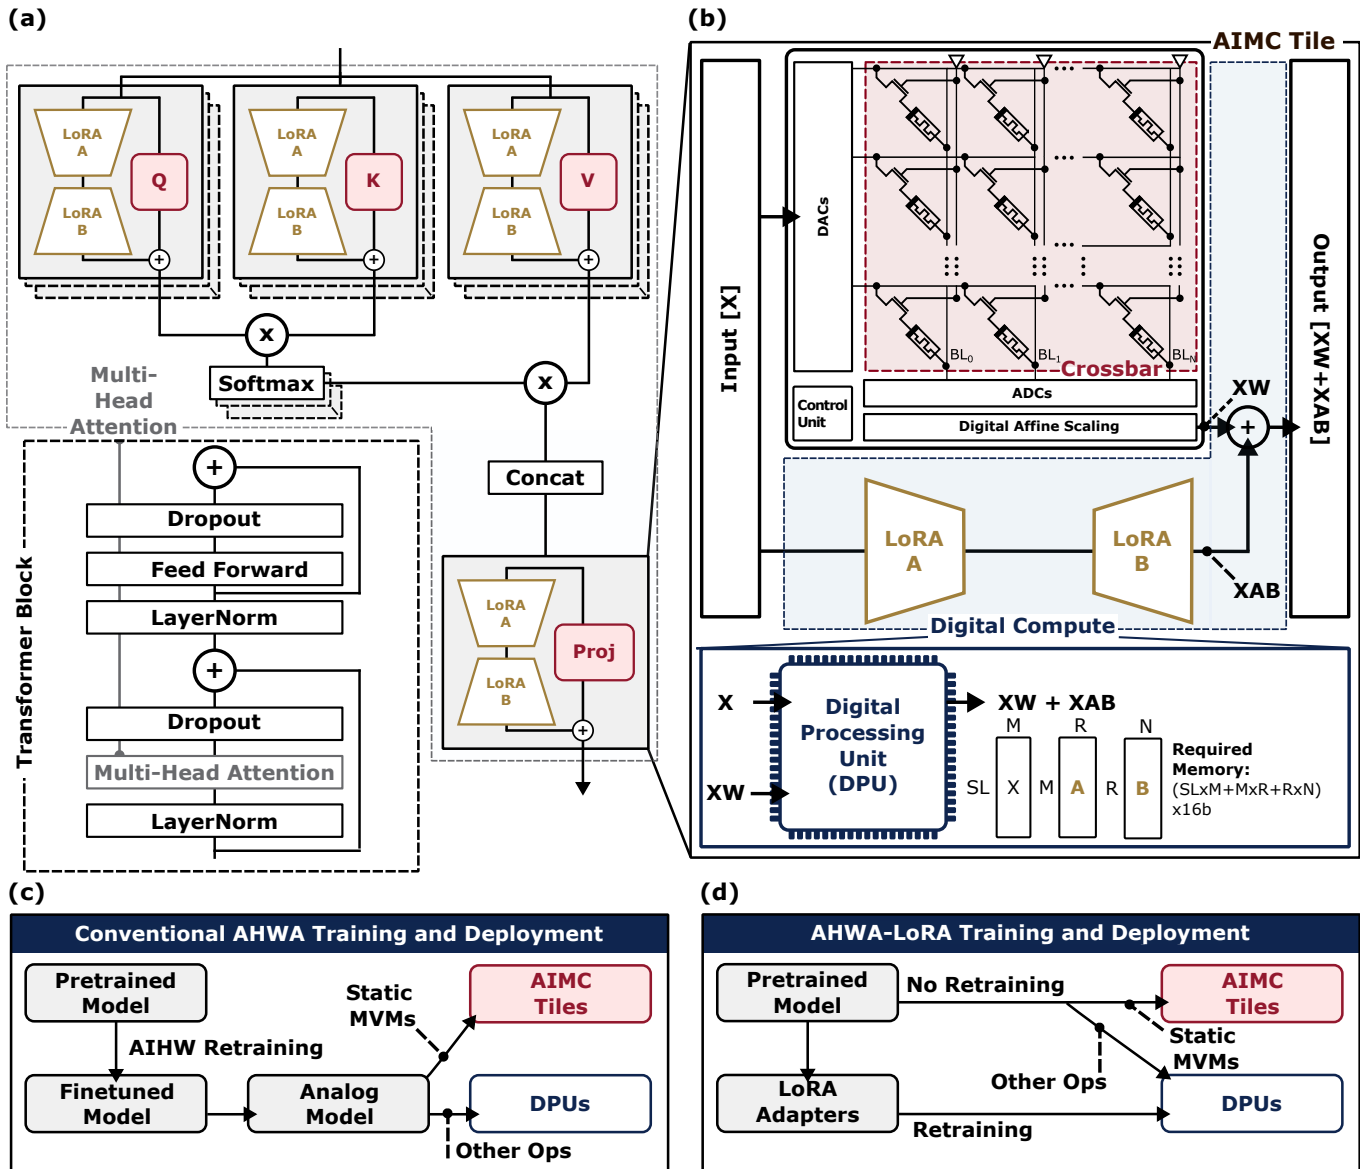 (a)
LoRA
A
LoRA
B
Q
+
LoRA
A
LoRA
B
K
+
LoRA
A
LoRA
B
V
+
x
Softmax
x
Multi-
Head
Attention
Concat
LoRA
A
LoRA
B
Proj
+
Transformer Block
+
Dropout
Feed Forward
LayerNorm
+
Dropout
Multi-Head Attention
LayerNorm
(b)
AIMC Tile
Input [X]
DACs
BL0
BL1
BLN
Crossbar
Control
Unit
ADCs
Digital Affine Scaling
XW
+
Output [XW+XAB]
LoRA
A
LoRA
B
XAB
Digital Compute
X
XW
Digital
Processing
Unit
(DPU)
XW + XAB
M
R
N
SL
X
M
A
R
B
Required
Memory:
(SLxM+MxR+RxN)
x16b
(c)
Conventional AHWA Training and Deployment
Pretrained
Model
AIHW Retraining
Finetuned
Model
Analog
Model
Static
MVMs
AIMC
Tiles
DPUs
Other Ops
(d)
AHWA-LoRA Training and Deployment
Pretrained
Model
No Retraining
AIMC
Tiles
Static
MVMs
Other Ops
LoRA
Adapters
Retraining
DPUs